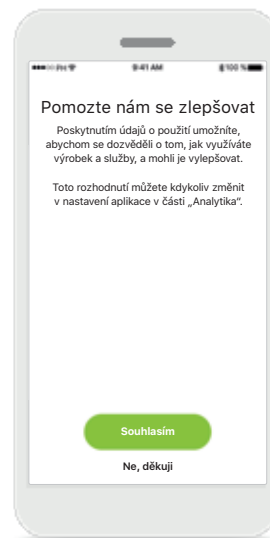 9:41 AM
100 %
Pomozte nám se zlepšovat
Poskytnutím údajů o použití umožníte,
abychom se dozvěděli o tom, jak využíváte
výrobek a služby, a mohli je vylepšovat.
Toto rozhodnutí můžete kdykoliv změnit
v nastavení aplikace v části „Analytika“.
Souhlasím
Ne, děkuji